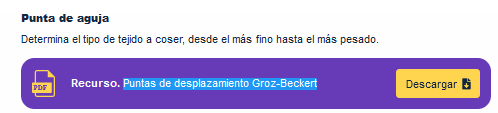 Punta de aguja
Determina el tipo de tejido a coser, desde el más fino hasta el más pesado.
PDF
Recurso. Puntas de desplazamiento Groz-Beckert
Descargar